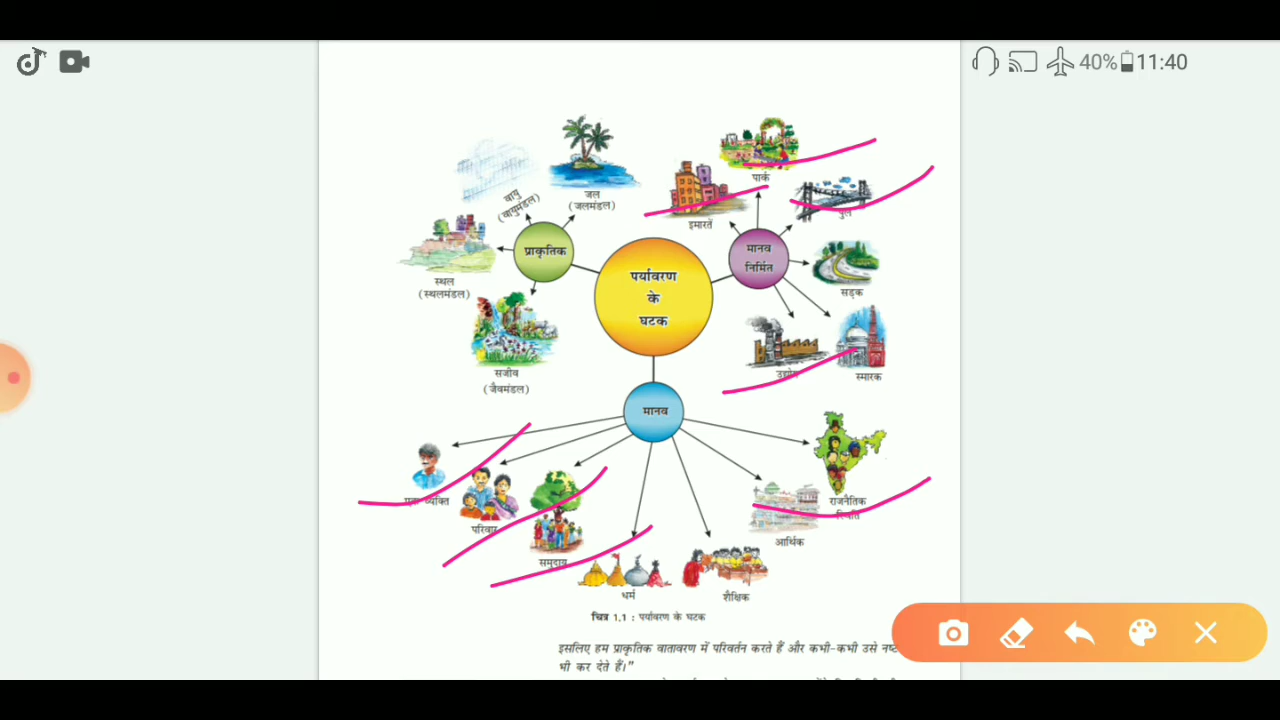 40%
11:40
पार्क
जल
(जलमंडल)
वायु
(वायुमंडल)
इमारतें
पुल
प्राकृतिक
मानव
निर्मित
पर्यावरण
के
घटक
स्थल
(स्थलमंडल)
सड़क
सजीव
(जैवमंडल)
उद्योग
स्मारक
मानव
व्यक्ति
राजनैतिक
स्थिति
परिवार
आर्थिक
समुदाय
धर्म
शैक्षिक
चित्र 1.1 : पर्यावरण के घटक
इसलिए हम प्राकृतिक वातावरण में परिवर्तन करते हैं और कभी-कभी उसे नष्ट
भी कर देते हैं।”